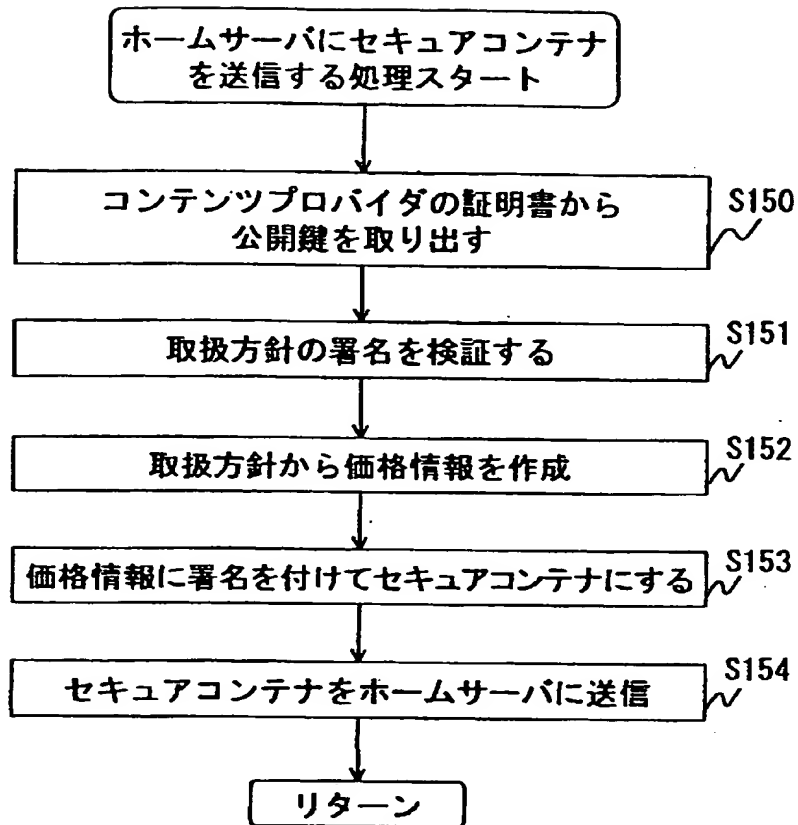 ホームサーバにセキュアコンテナ
を送信する処理スタート
コンテンツプロバイダの証明書から
公開鍵を取り出す
S150
取扱方針の署名を検証する
S151
取扱方針から価格情報を作成
S152
価格情報に署名を付けてセキュアコンテナにする
S153
セキュアコンテナをホームサーバに送信
S154
リターン